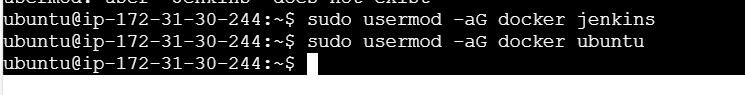 usermod: user 'Jenkins' does not exist
ubuntu@ip-172-31-30-244:~$ sudo usermod -aG docker jenkins
ubuntu@ip-172-31-30-244:~$ sudo usermod -aG docker ubuntu
ubuntu@ip-172-31-30-244:~$